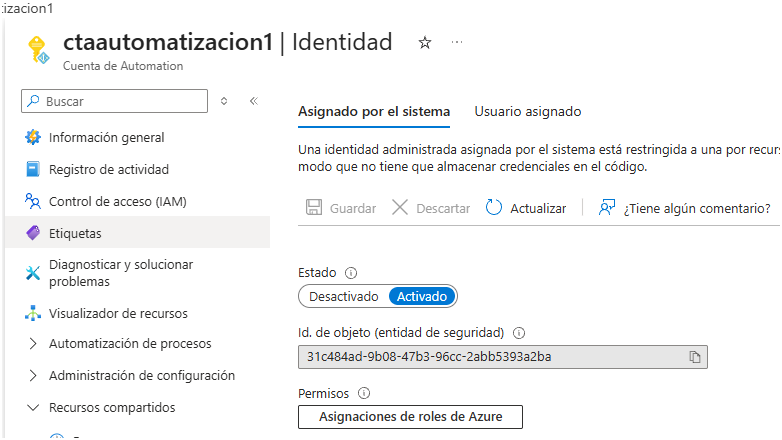 tizacion1
ctaautomatizacion1 | Identidad
Cuenta de Automation
Buscar
Información general
Registro de actividad
Control de acceso (IAM)
Etiquetas
Diagnosticar y solucionar
problemas
Visualizador de recursos
Automatización de procesos
Administración de configuración
Recursos compartidos
Asignado por el sistema
Usuario asignado
Una identidad administrada asignada por el sistema está restringida a una por recurs
modo que no tiene que almacenar credenciales en el código.
Guardar
Descartar
Actualizar
¿Tiene algún comentario?
Estado
Desactivado
Activado
Id. de objeto (entidad de seguridad)
31c484ad-9b08-47b3-96cc-2abb5393a2ba
Permisos
Asignaciones de roles de Azure